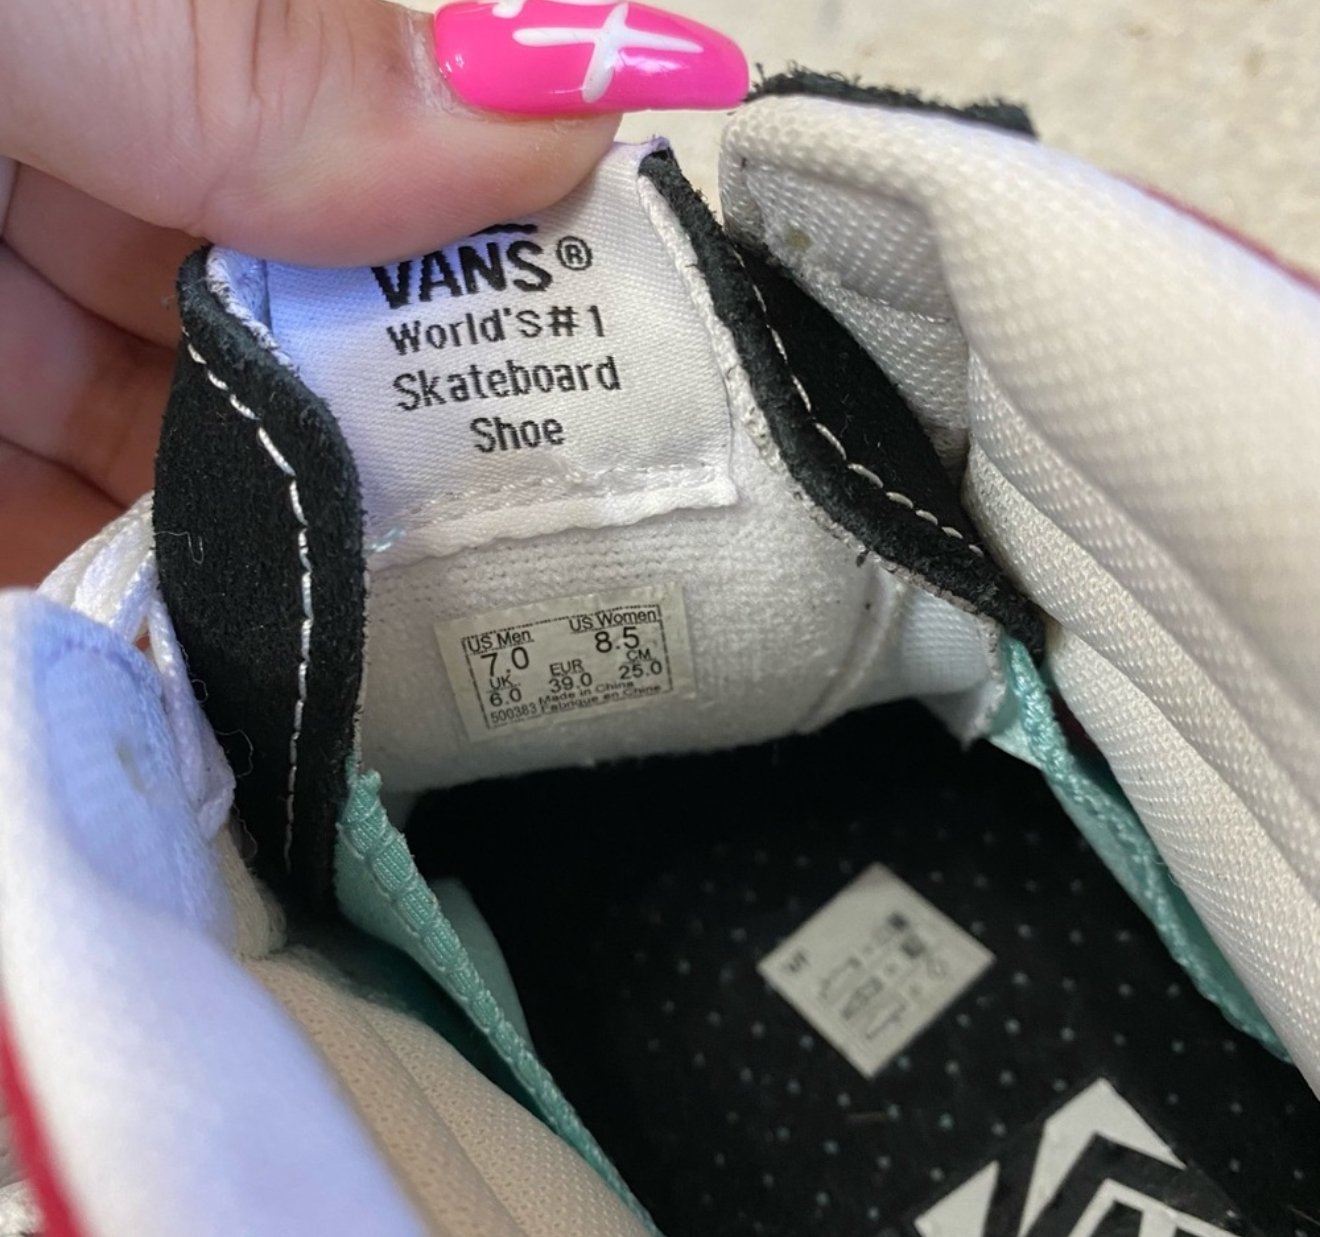 VANS®
World's #1
Skateboard
Shoe
US Men US Women
7.0 8.5
UK EUR CM
6.0 39.0 25.0
500383 Made in China
Fabriqué en Chine